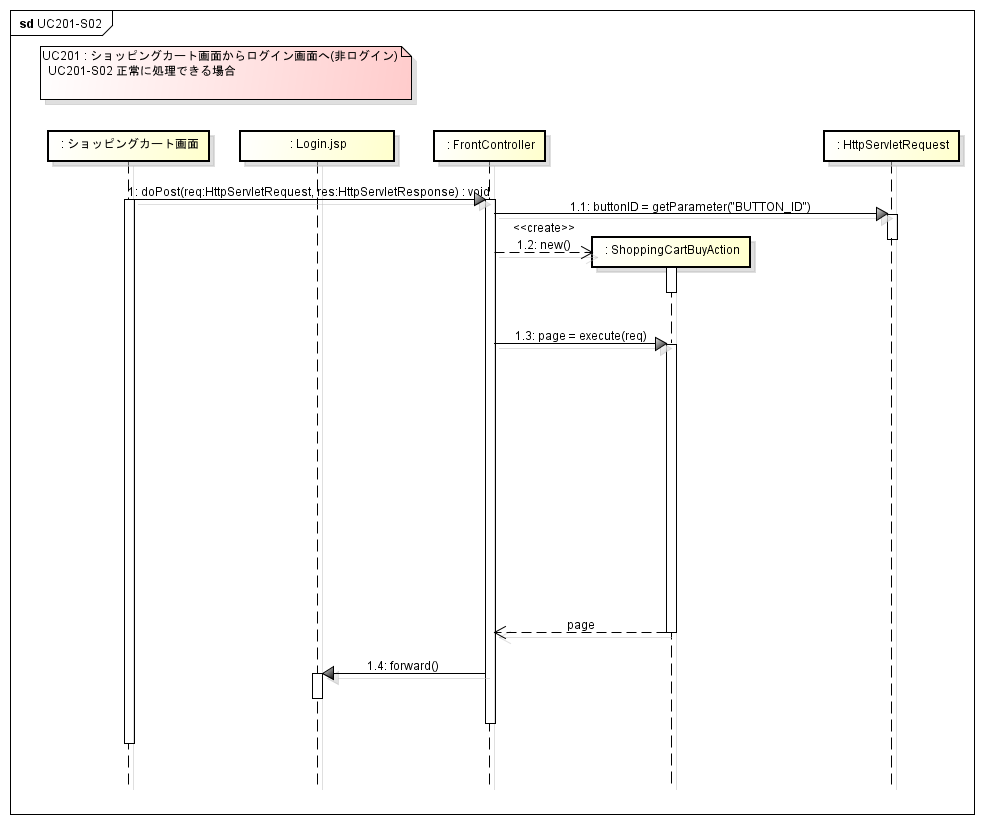 sd UC201-S02
UC201 : ショッピングカート画面からログイン画面へ(非ログイン)
UC201-S02 正常に処理できる場合
: ショッピングカート画面
: Login.jsp
: FrontController
: HttpServletRequest
1: doPost(req:HttpServletRequest, res:HttpServletResponse) : void
1.1: buttonID = getParameter("BUTTON_ID")
<<create>>
1.2: new()
: ShoppingCartBuyAction
1.3: page = execute(req)
page
1.4: forward()